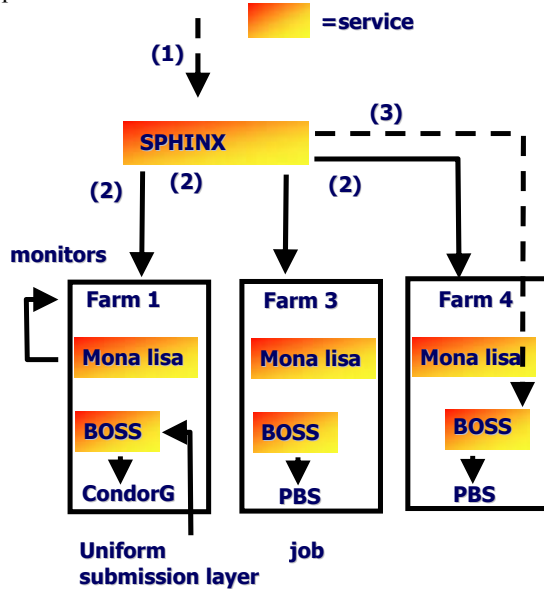 =service
(1)
(3)
SPHINX
(2)
(2)
(2)
monitors
Farm 1
Farm 3
Farm 4
Mona lisa
Mona lisa
Mona lisa
BOSS
BOSS
BOSS
CondorG
PBS
PBS
Uniform
submission layer
job